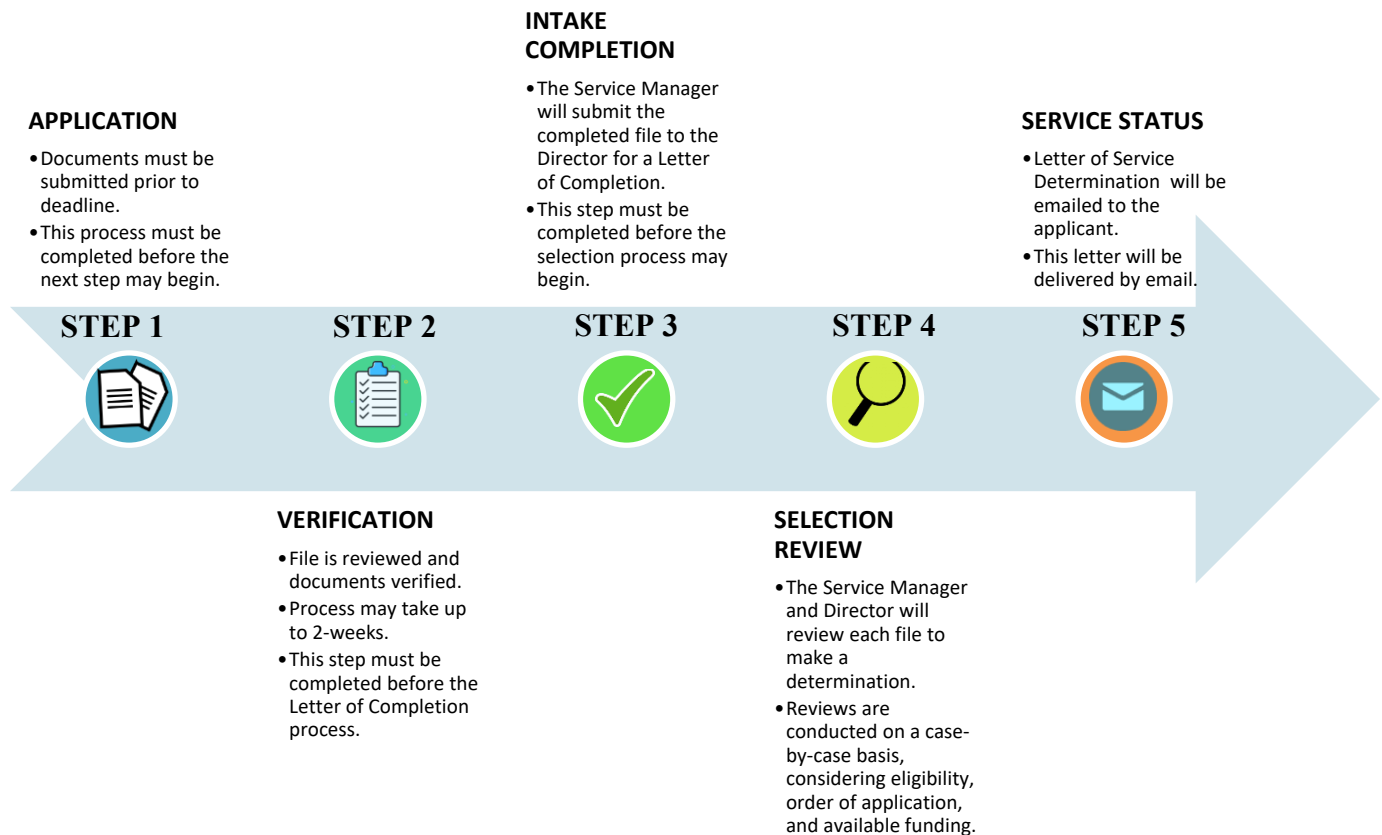 APPLICATION
•Documents must be
submitted prior to
deadline.
•This process must be
completed before the
next step may begin.
STEP 1
STEP 2
VERIFICATION
•File is reviewed and
documents verified.
•Process may take up
to 2-weeks.
•This step must be
completed before the
Letter of Completion
process.
INTAKE
COMPLETION
•The Service Manager
will submit the
completed file to the
Director for a Letter
of Completion.
•This step must be
completed before the
selection process may
begin.
STEP 3
STEP 4
SELECTION
REVIEW
•The Service Manager
and Director will
review each file to
make a
determination.
•Reviews are
conducted on a case-
by-case basis,
considering eligibility,
order of application,
and available funding.
SERVICE STATUS
•Letter of Service
Determination will be
emailed to the
applicant.
•This letter will be
delivered by email.
STEP 5